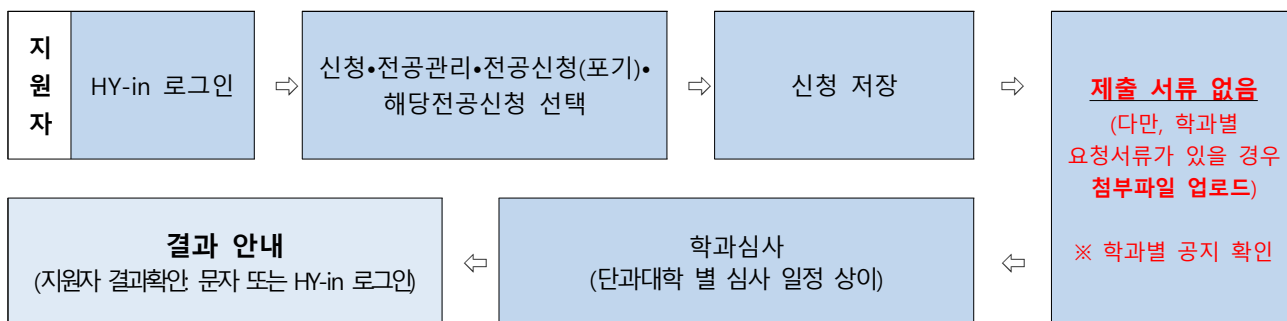 지
원
자
HY-in 로그인
⇨
신청•전공관리•전공신청(포기)•
해당전공신청 선택
⇨
신청 저장
⇨
제출 서류 없음
(다만, 학과별
요청서류가 있을 경우
첨부파일 업로드)
※ 학과별 공지 확인
⇦
학과심사
(단과대학 별 심사 일정 상이)
⇦
결과 안내
(지원자 결과확인: 문자 또는 HY-in 로그인)